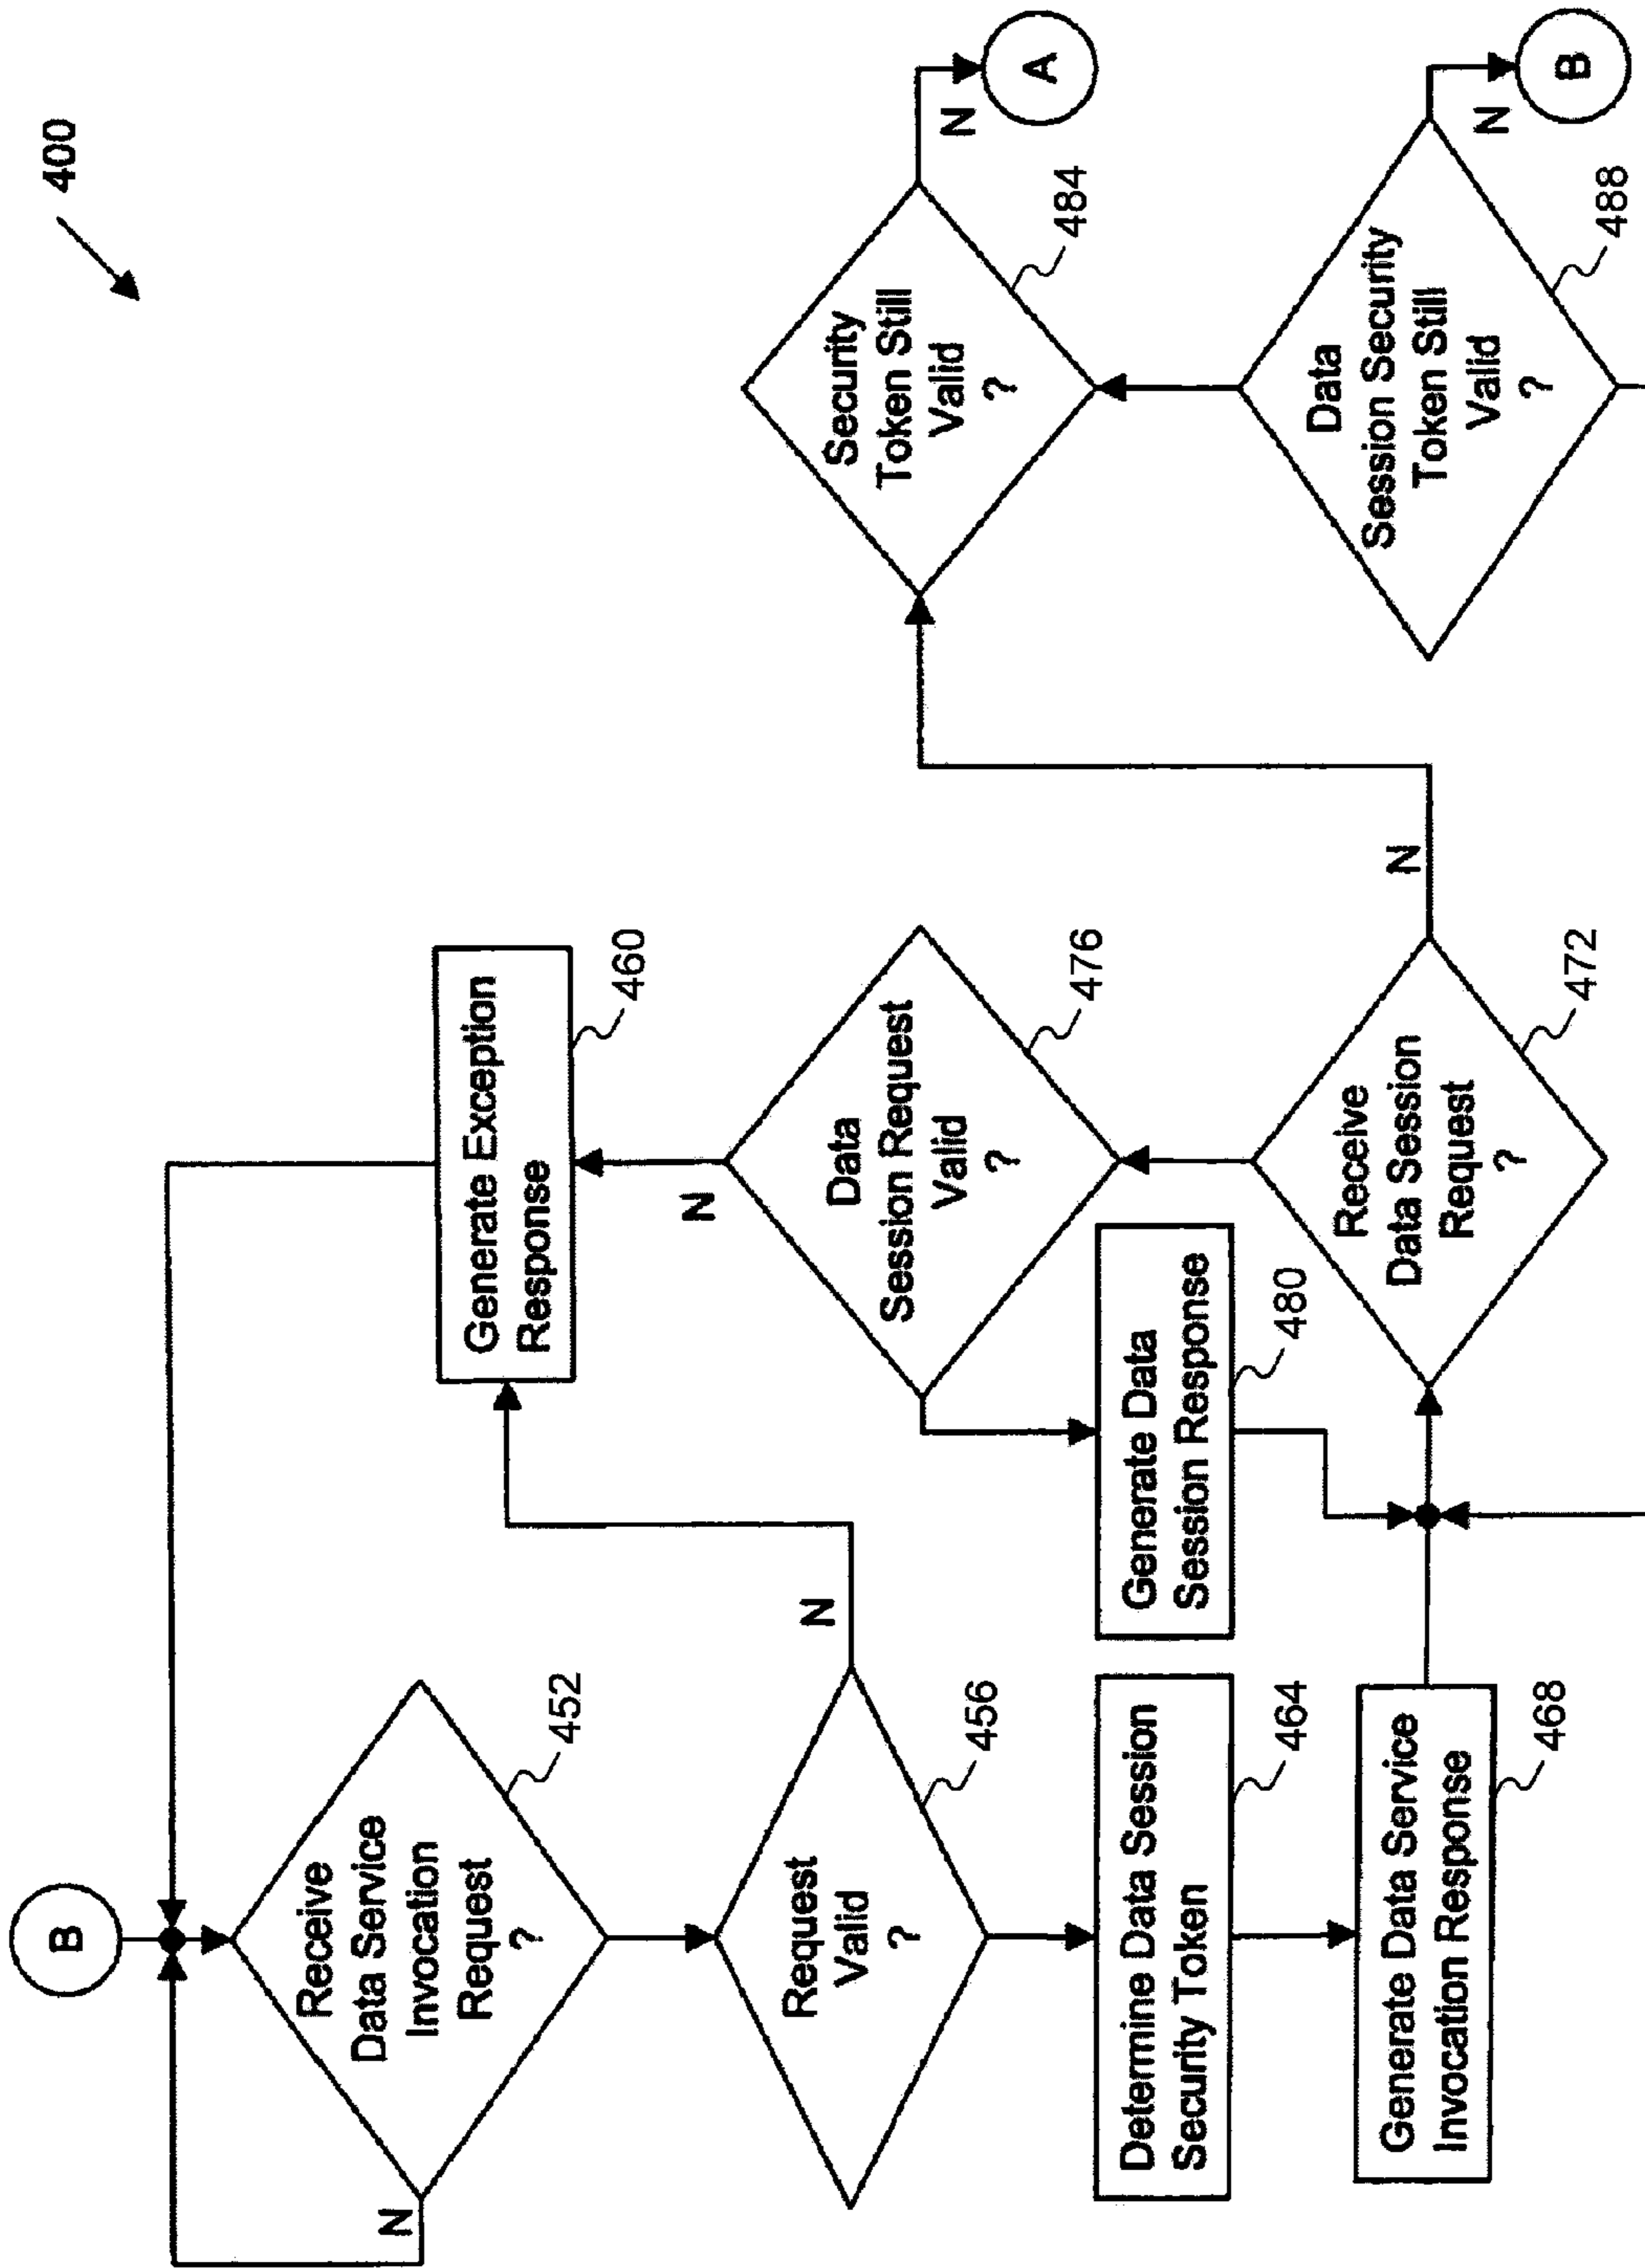 400
B
Receive
Data Service
Invocation
Request
?
452
N
Request
Valid
?
456
N
Generate Exception
Response
460
Determine Data Session
Security Token
464
Generate Data Service
Invocation Response
468
Generate Data
Session Response
480
Data
Session Request
Valid
?
476
N
Receive
Data Session
Request
?
472
N
Security
Token Still
Valid
?
484
N
A
Data
Session Security
Token Still
Valid
?
488
N
B